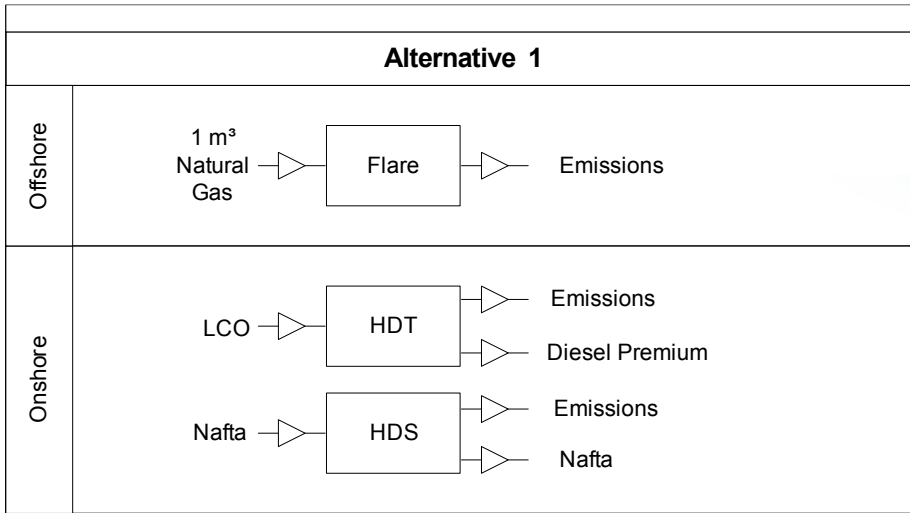 Alternative 1
Offshore
1 m³
Natural
Gas
Flare
Emissions
Onshore
LCO
HDT
Emissions
Diesel Premium
Nafta
HDS
Emissions
Nafta